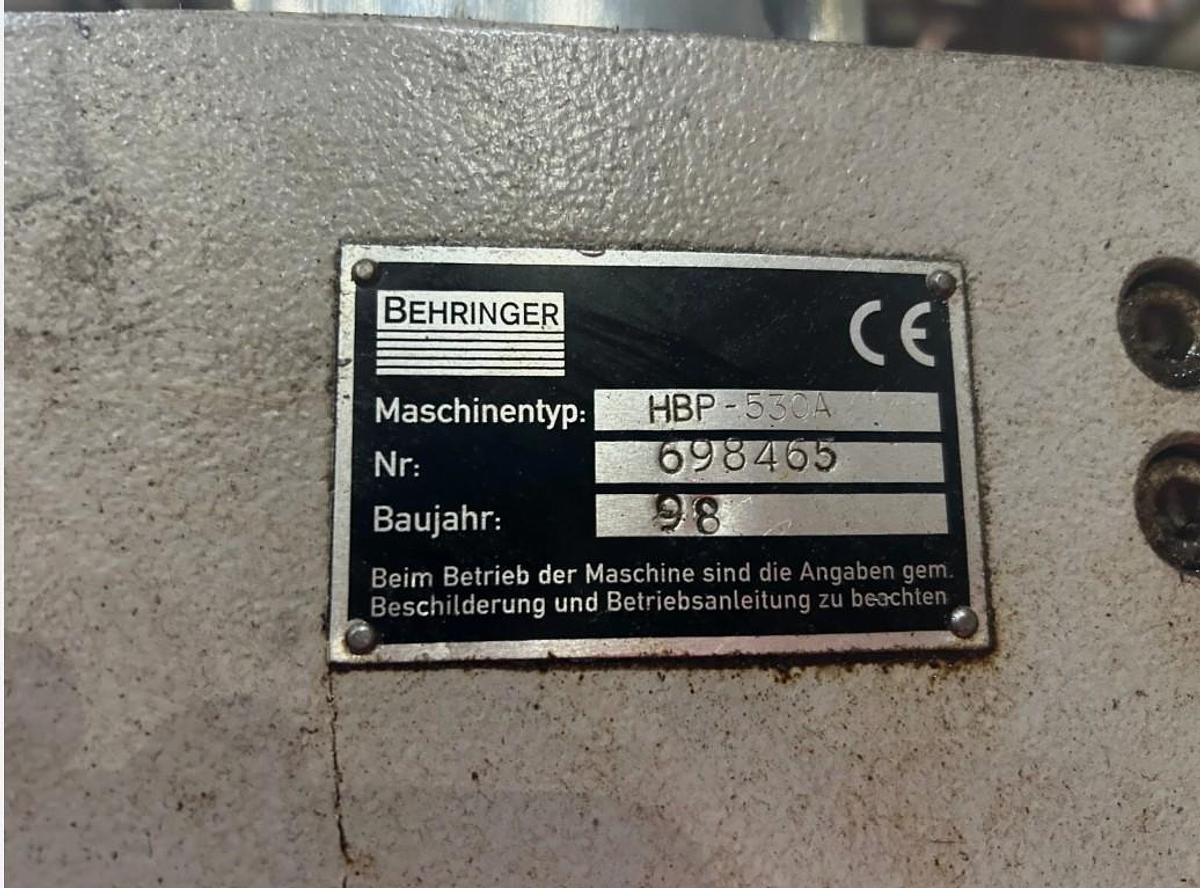 BEHRINGER
CE
Maschinentyp: HBP-530A
Nr: 698465
Baujahr: 98
Beim Betrieb der Maschine sind die Angaben gem.
Beschilderung und Betriebsanleitung zu beachten